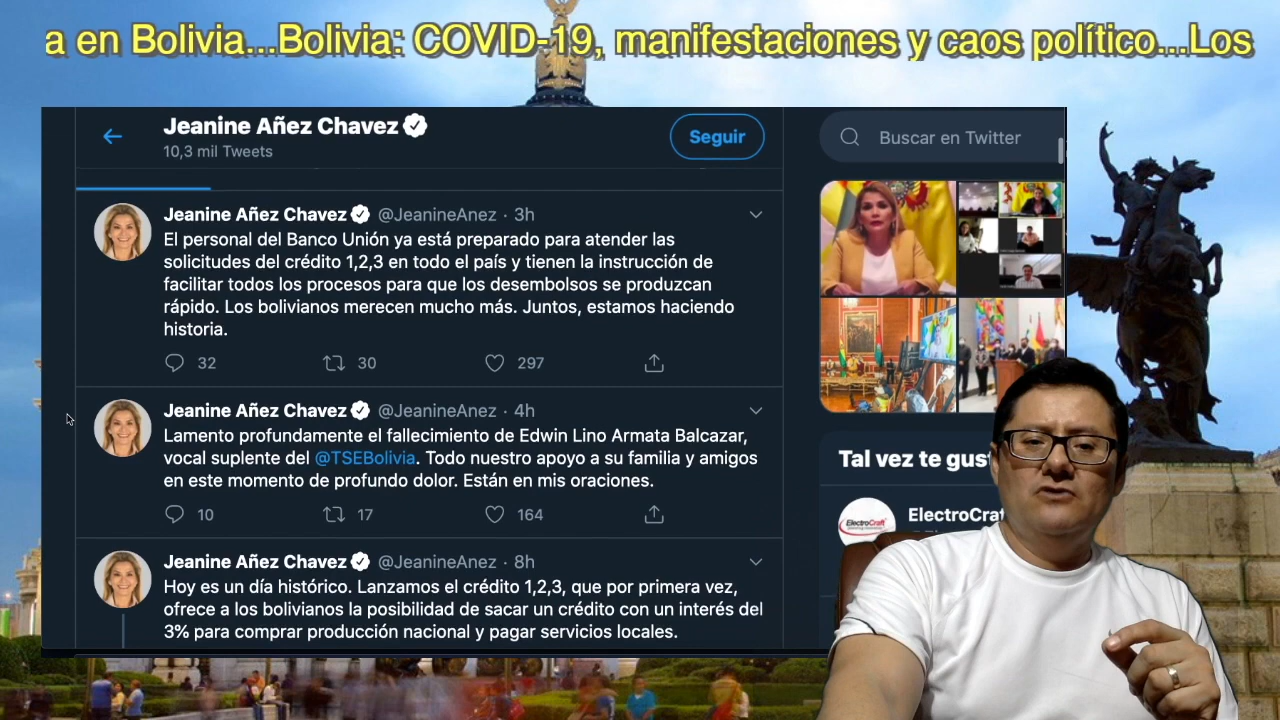 a en Bolivia...Bolivia: COVID-19, manifestaciones y caos político...Los
Jeanine Añez Chavez
10,3 mil Tweets
Seguir
Buscar en Twitter
Jeanine Añez Chavez @JeanineAnez · 3h
El personal del Banco Unión ya está preparado para atender las
solicitudes del crédito 1,2,3 en todo el país y tienen la instrucción de
facilitar todos los procesos para que los desembolsos se produzcan
rápido. Los bolivianos merecen mucho más. Juntos, estamos haciendo
historia.
32 30 297
Jeanine Añez Chavez @JeanineAnez · 4h
Lamento profundamente el fallecimiento de Edwin Lino Armata Balcazar,
vocal suplente del @TSEBolivia. Todo nuestro apoyo a su familia y amigos
en este momento de profundo dolor. Están en mis oraciones.
10 17 164
Jeanine Añez Chavez @JeanineAnez · 8h
Hoy es un día histórico. Lanzamos el crédito 1,2,3, que por primera vez,
ofrece a los bolivianos la posibilidad de sacar un crédito con un interés del
3% para comprar producción nacional y pagar servicios locales.
Tal vez te gus
ElectroCraft
ElectroCra